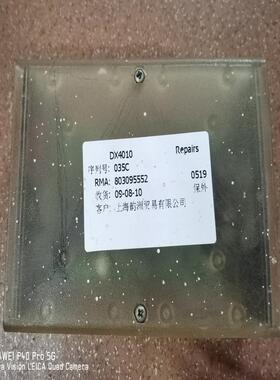 DX4010 Repairs
序列号: 035C
RMA: 803095552 0519
收货: 09-08-10 保外
客户: 上海韵洲贸易有限公司
AWEI P40 Pro 5G
ra Vision LEICA Quad Camera